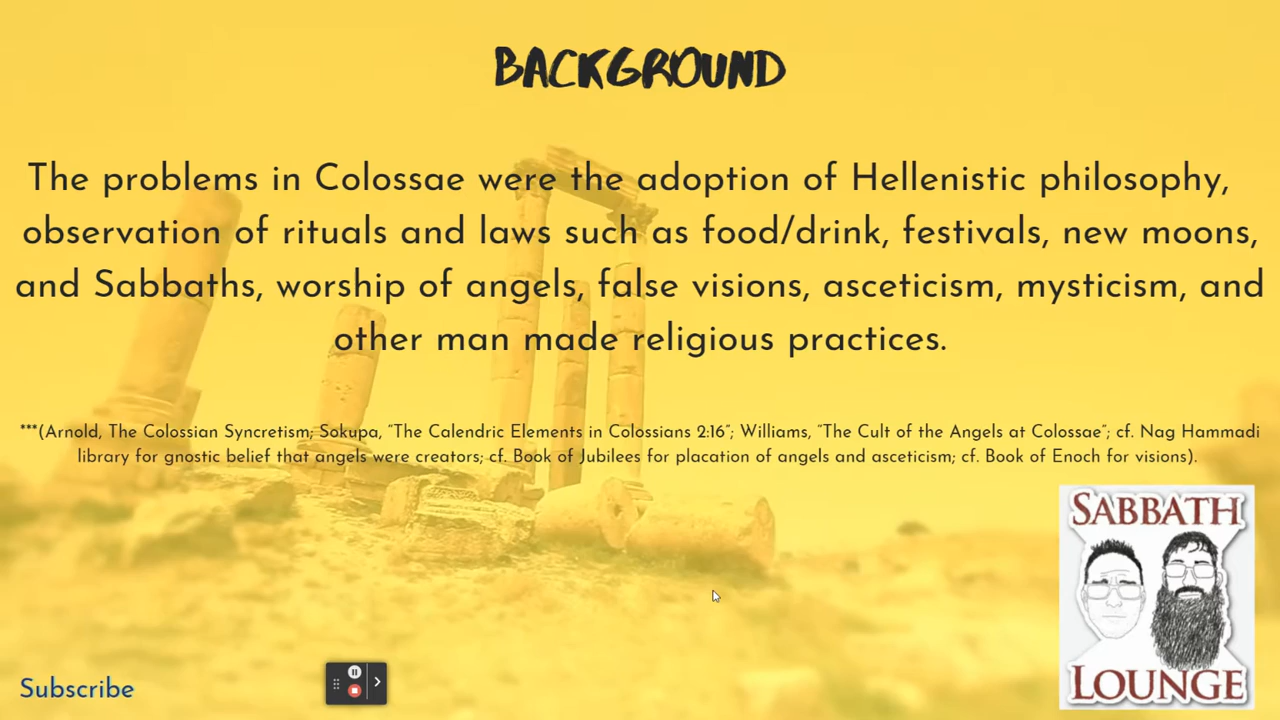 BACKGROUND
The problems in Colossae were the adoption of Hellenistic philosophy,
observation of rituals and laws such as food/drink, festivals, new moons,
and Sabbaths, worship of angels, false visions, asceticism, mysticism, and
other man made religious practices.
***(Arnold, The Colossian Syncretism; Sokupa, "The Calendric Elements in Colossians 2:16"; Williams, "The Cult of the Angels at Colossae"; cf. Nag Hammadi
library for gnostic belief that angels were creators; cf. Book of Jubilees for placation of angels and asceticism; cf. Book of Enoch for visions).
SABBATH
LOUNGE
Subscribe